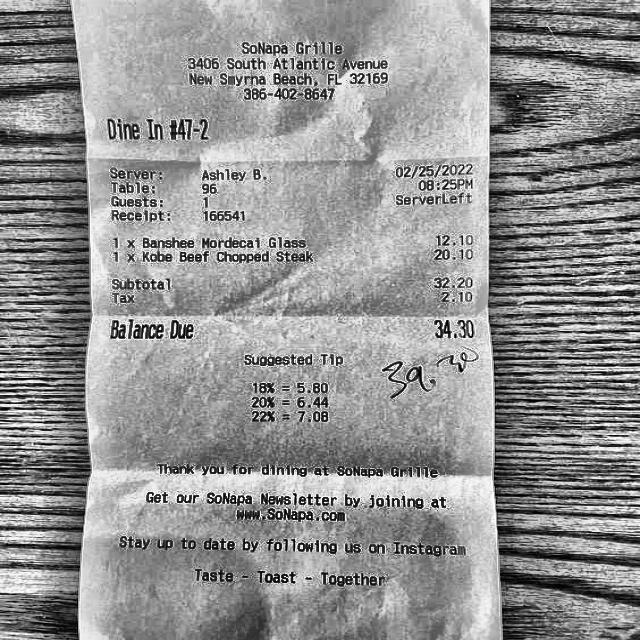 SoNapa Grille
3406 South Atlantic Avenue
New Smyrna Beach, FL 32169
386-402-8647
Dine In #47-2
Server: Ashley B. 02/25/2022
Table: 96 08:25PM
Guests: 1 ServerLeft
Receipt: 166541
1 x Banshee Mordecai Glass 12.10
1 x Kobe Beef Chopped Steak 20.10
Subtotal 32.20
Tax 2.10
Balance Due 34.30
Suggested Tip
39.30
18% = 5.80
20% = 6.44
22% = 7.08
Thank you for dining at SoNapa Grille
Get our SoNapa Newsletter by joining at
www.SoNapa.com
Stay up to date by following us on Instagram
Taste - Toast - Together